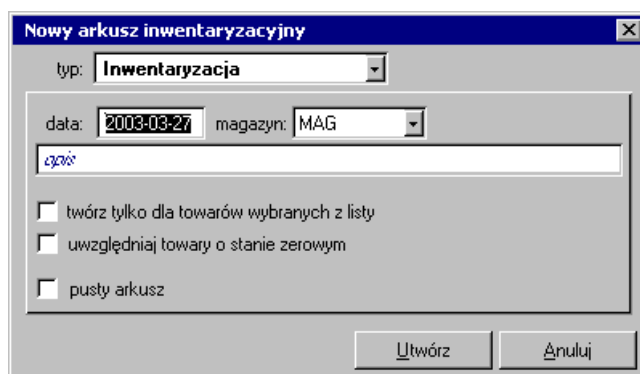 Nowy arkusz inwentaryzacyjny
typ: Inwentaryzacja
data: 2003-03-27 magazyn: MAG
opis
twórz tylko dla towarów wybranych z listy
uwzględniaj towary o stanie zerowym
pusty arkusz
Utwórz Anuluj